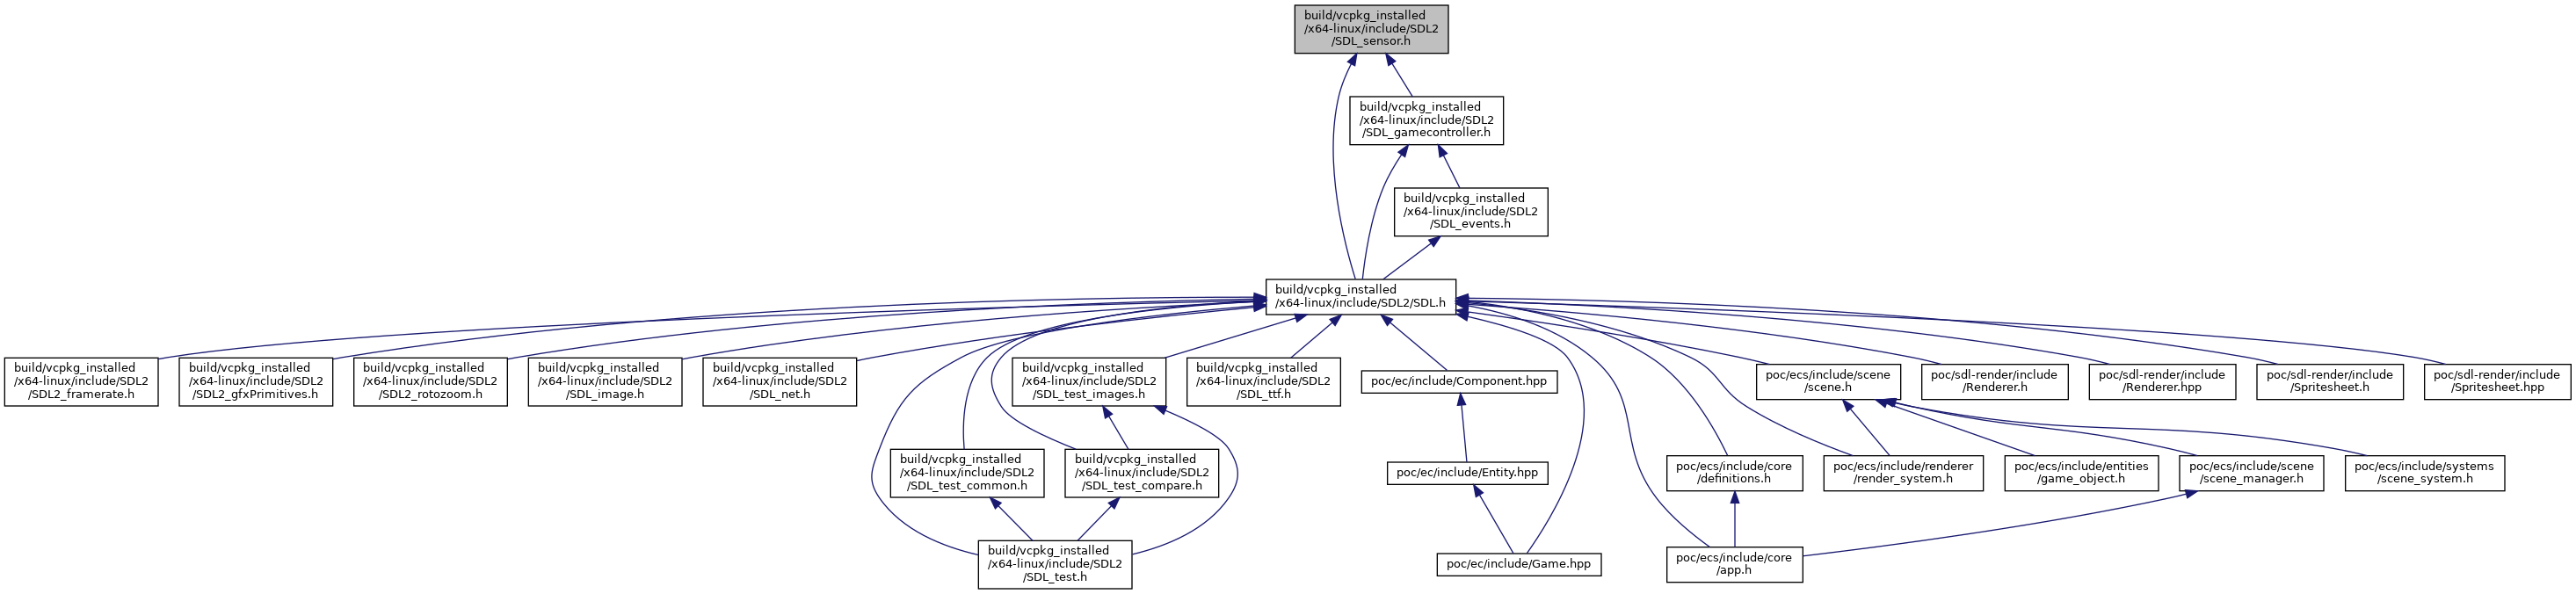 build/vcpkg_installed
/x64-linux/include/SDL2
/SDL_sensor.h
build/vcpkg_installed
/x64-linux/include/SDL2
/SDL_gamecontroller.h
build/vcpkg_installed
/x64-linux/include/SDL2
/SDL_events.h
build/vcpkg_installed
/x64-linux/include/SDL2/SDL.h
build/vcpkg_installed
/x64-linux/include/SDL2
/SDL2_framerate.h
build/vcpkg_installed
/x64-linux/include/SDL2
/SDL2_gfxPrimitives.h
build/vcpkg_installed
/x64-linux/include/SDL2
/SDL2_rotozoom.h
build/vcpkg_installed
/x64-linux/include/SDL2
/SDL_image.h
build/vcpkg_installed
/x64-linux/include/SDL2
/SDL_net.h
build/vcpkg_installed
/x64-linux/include/SDL2
/SDL_test_images.h
build/vcpkg_installed
/x64-linux/include/SDL2
/SDL_ttf.h
poc/ec/include/Component.hpp
poc/ecs/include/scene
/scene.h
poc/sdl-render/include
/Renderer.h
poc/sdl-render/include
/Renderer.hpp
poc/sdl-render/include
/Spritesheet.h
poc/sdl-render/include
/Spritesheet.hpp
build/vcpkg_installed
/x64-linux/include/SDL2
/SDL_test_common.h
build/vcpkg_installed
/x64-linux/include/SDL2
/SDL_test_compare.h
poc/ec/include/Entity.hpp
poc/ecs/include/core
/definitions.h
poc/ecs/include/renderer
/render_system.h
poc/ecs/include/entities
/game_object.h
poc/ecs/include/scene
/scene_manager.h
poc/ecs/include/systems
/scene_system.h
build/vcpkg_installed
/x64-linux/include/SDL2
/SDL_test.h
poc/ec/include/Game.hpp
poc/ecs/include/core
/app.h